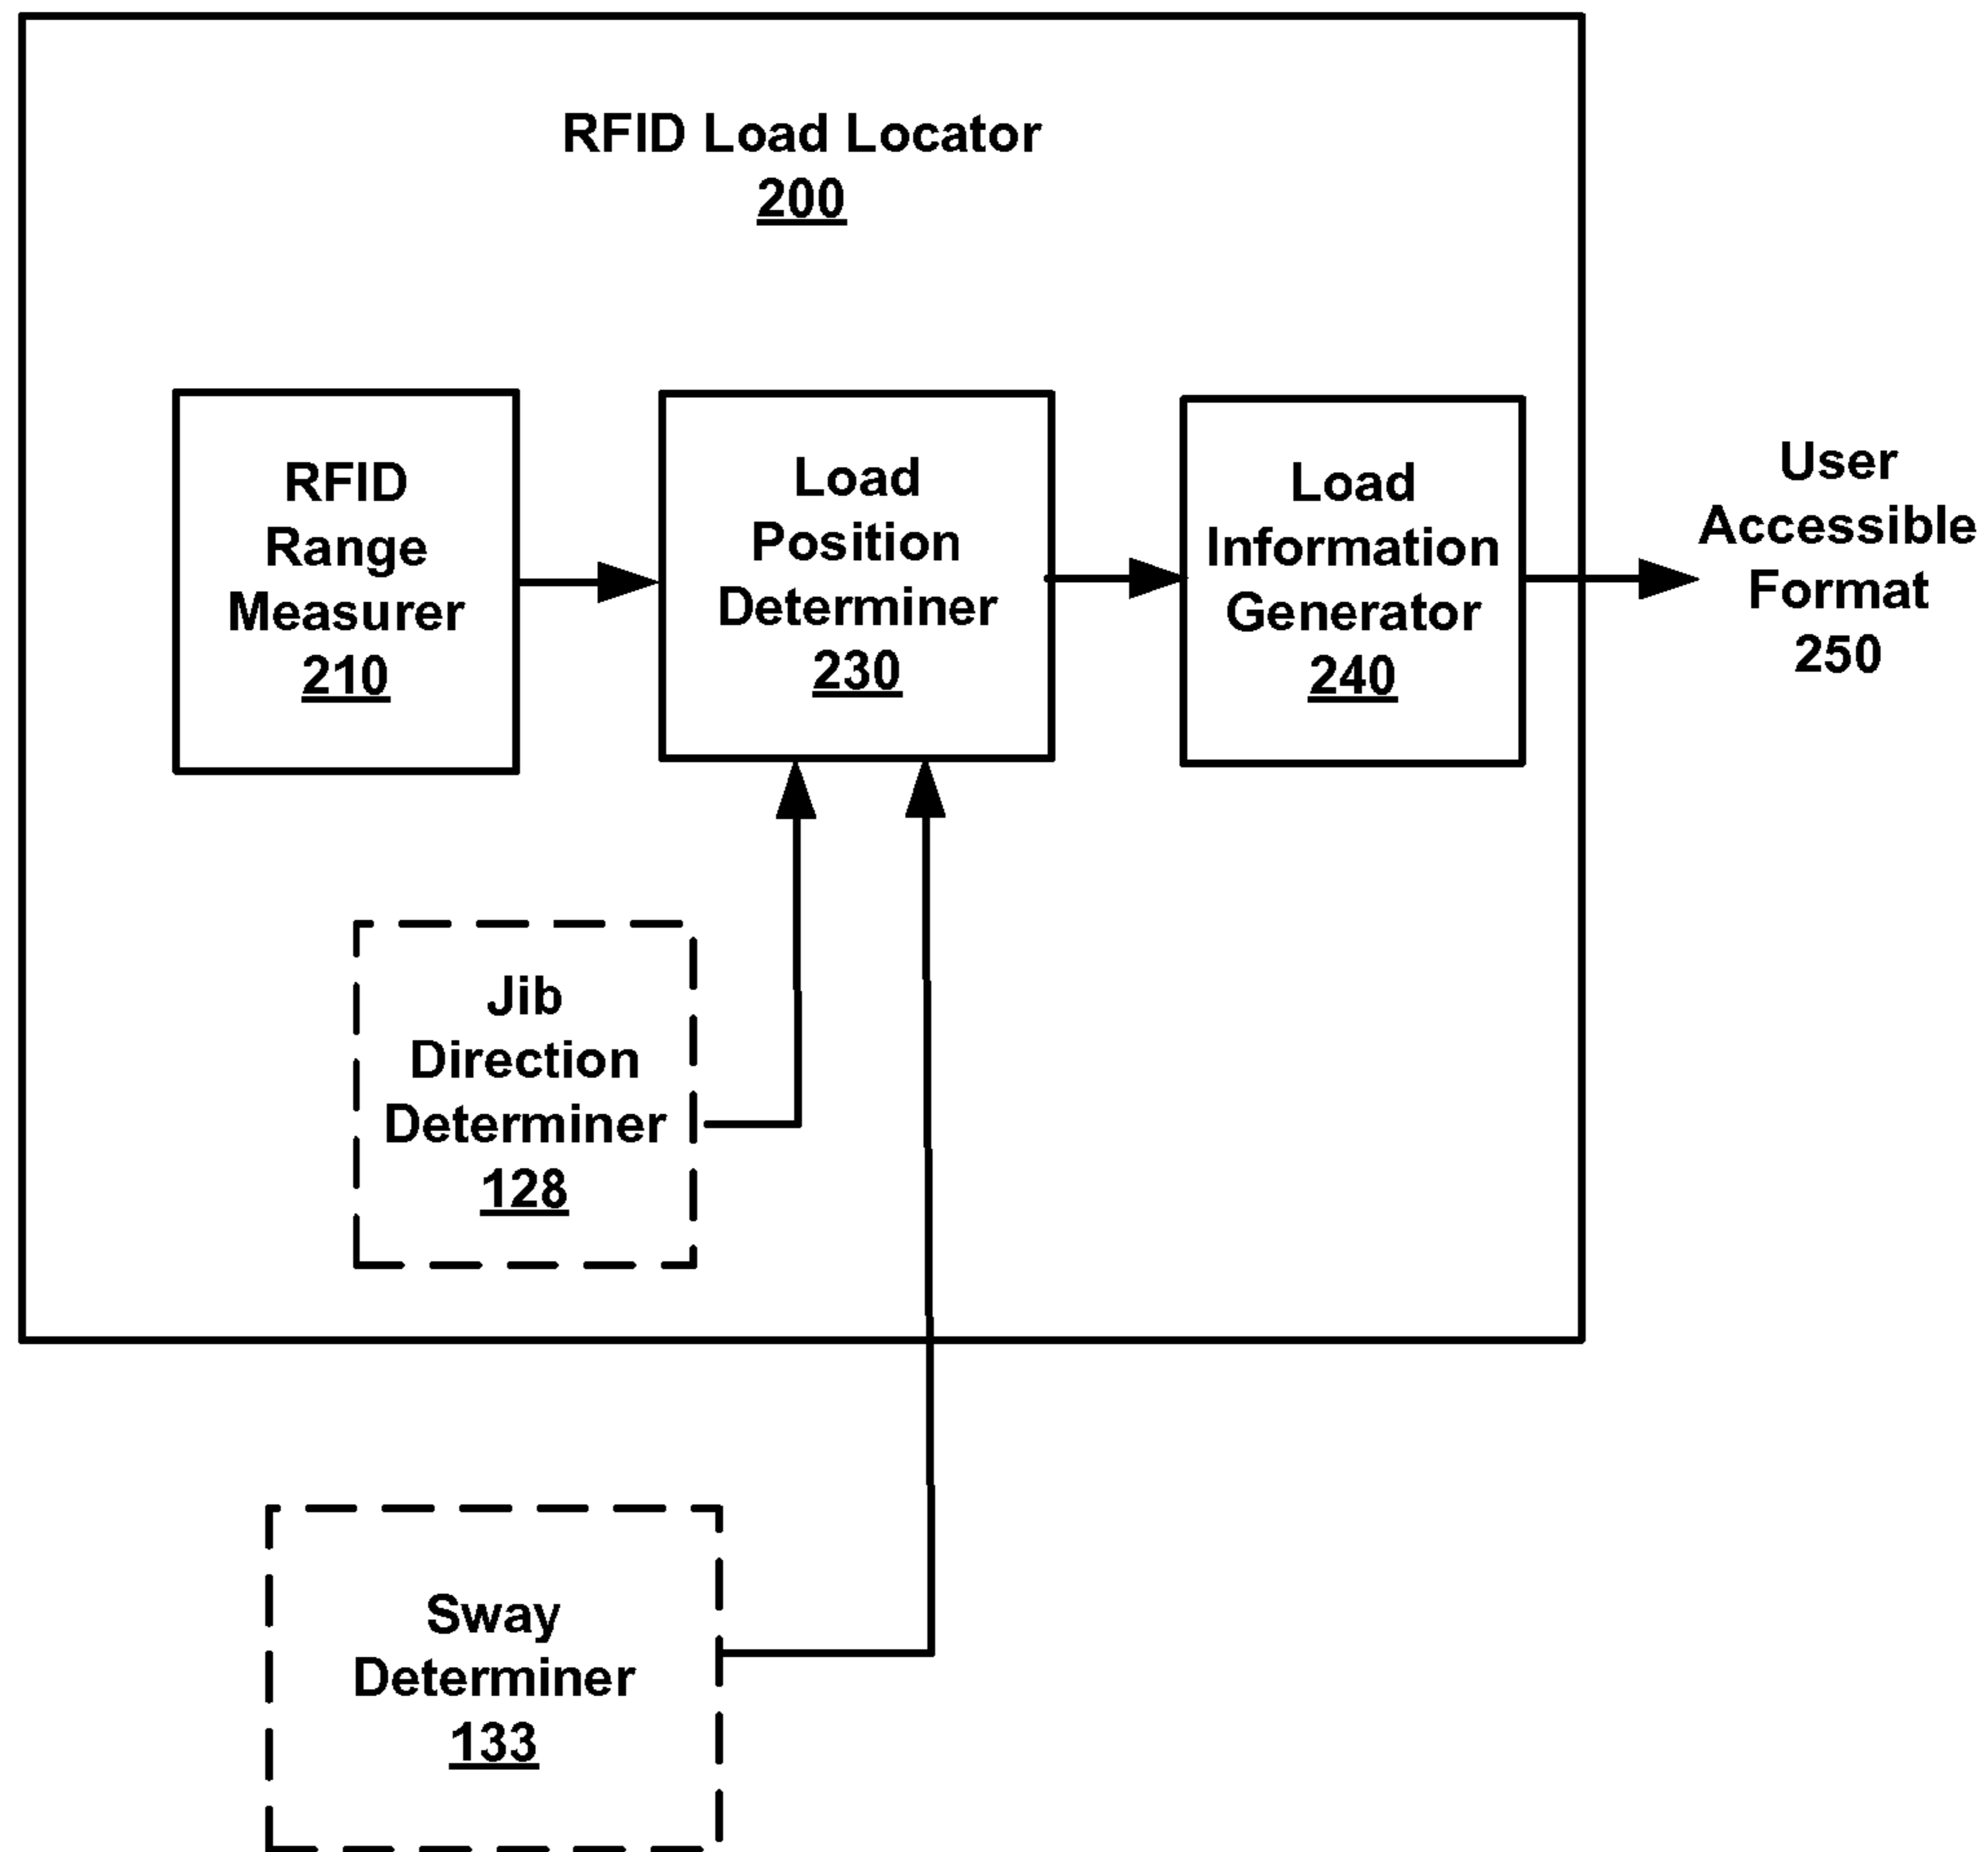 RFID Load Locator
200
RFID
Range
Measurer
210
Load
Position
Determiner
230
Load
Information
Generator
240
User
Accessible
Format
250
Jib
Direction
Determiner
128
Sway
Determiner
133